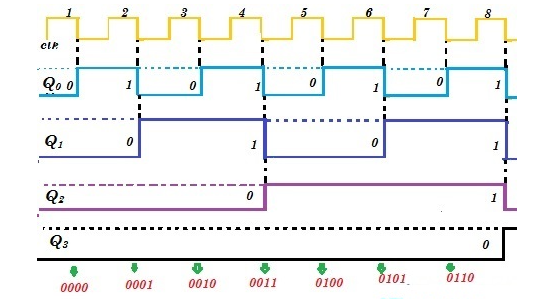 1 2 3 4 5 6 7 8
clk
Q₀ 0 1 0 1 0 1 0 1
Q₁ 0 1 0 1
Q₂ 0 1
Q₃ 0
0000 0001 0010 0011 0100 0101 0110